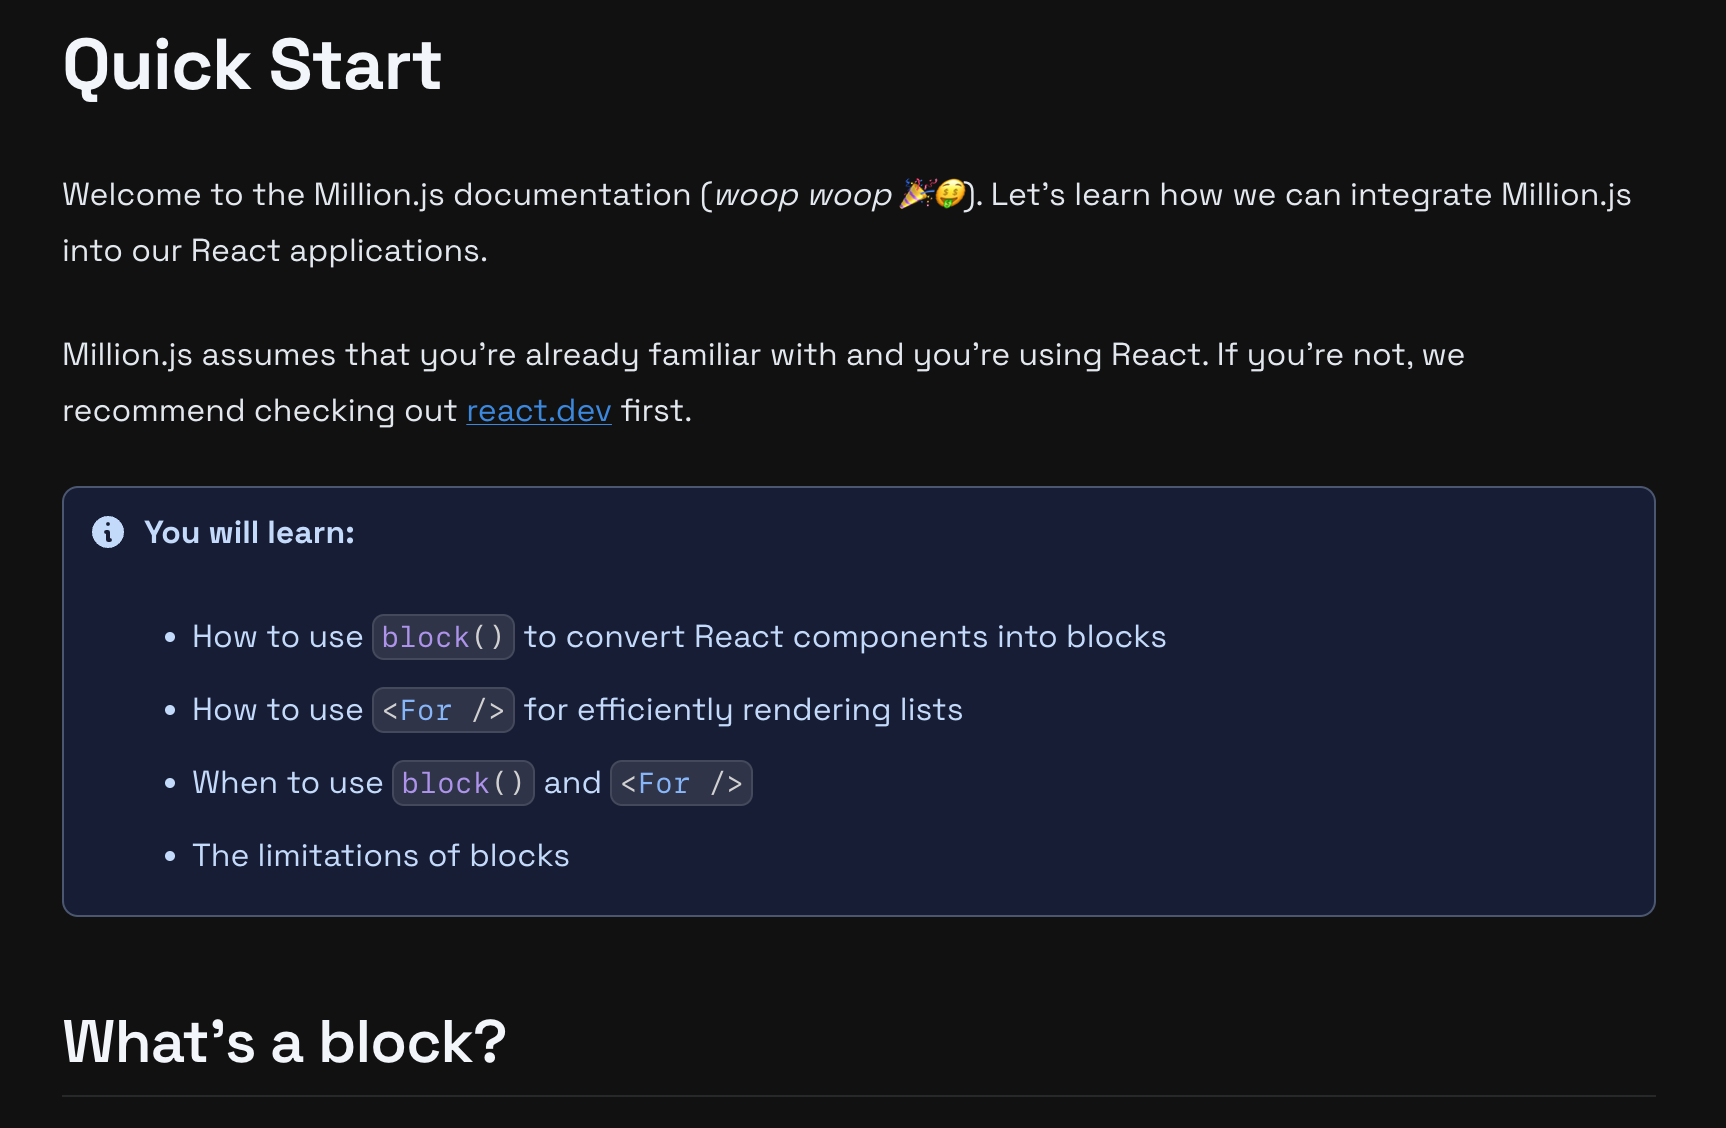 Quick Start
Welcome to the Million.js documentation (woop woop 🎉🤑). Let’s learn how we can integrate Million.js
into our React applications.
Million.js assumes that you’re already familiar with and you’re using React. If you’re not, we
recommend checking out react.dev first.
You will learn:
• How to use block() to convert React components into blocks
• How to use <For /> for efficiently rendering lists
• When to use block() and <For />
• The limitations of blocks
What’s a block?